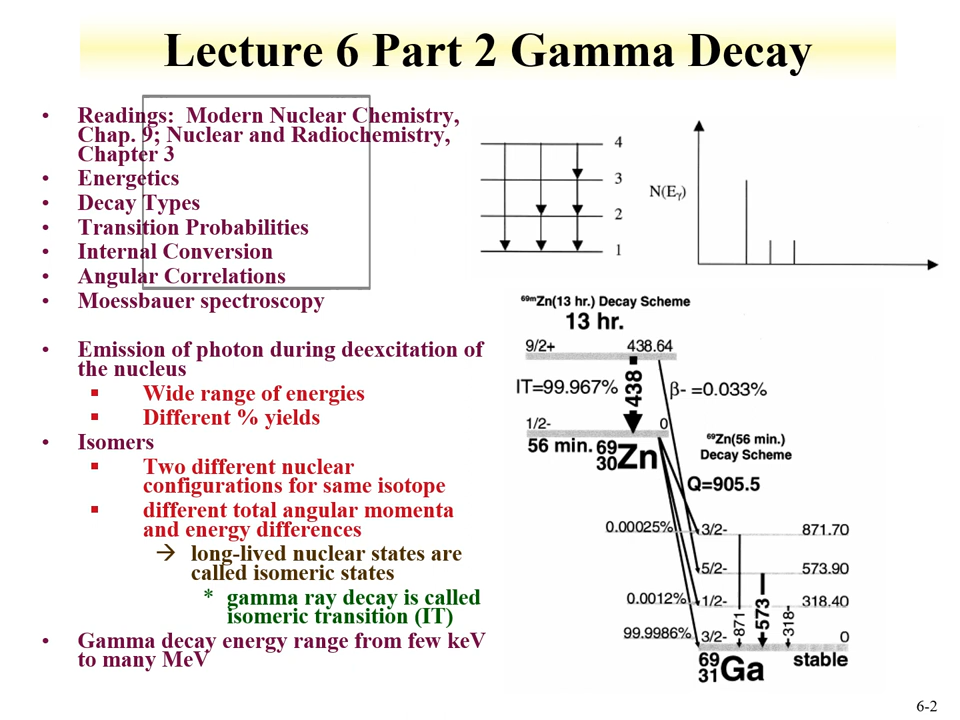 Lecture 6 Part 2 Gamma Decay
• Readings: Modern Nuclear Chemistry,
Chap. 9; Nuclear and Radiochemistry,
Chapter 3
• Energetics
• Decay Types
• Transition Probabilities
• Internal Conversion
• Angular Correlations
• Moessbauer spectroscopy
• Emission of photon during deexcitation of
the nucleus
▪ Wide range of energies
▪ Different % yields
• Isomers
▪ Two different nuclear
configurations for same isotope
▪ different total angular momenta
and energy differences
→ long-lived nuclear states are
called isomeric states
* gamma ray decay is called
isomeric transition (IT)
• Gamma decay energy range from few keV
to many MeV
4
3
2
1
N(Eγ)
69mZn(13 hr.) Decay Scheme
13 hr.
9/2+ 438.64
IT=99.967% 438 β- =0.033%
1/2- 0
56 min. 69 30 Zn
69Zn(56 min.)
Decay Scheme
Q=905.5
0.00025% 3/2- 871.70
5/2- 573.90
0.0012% 1/2- 318.40
871 573 318-
99.9986% 3/2- 0
69 31 Ga stable
6-2